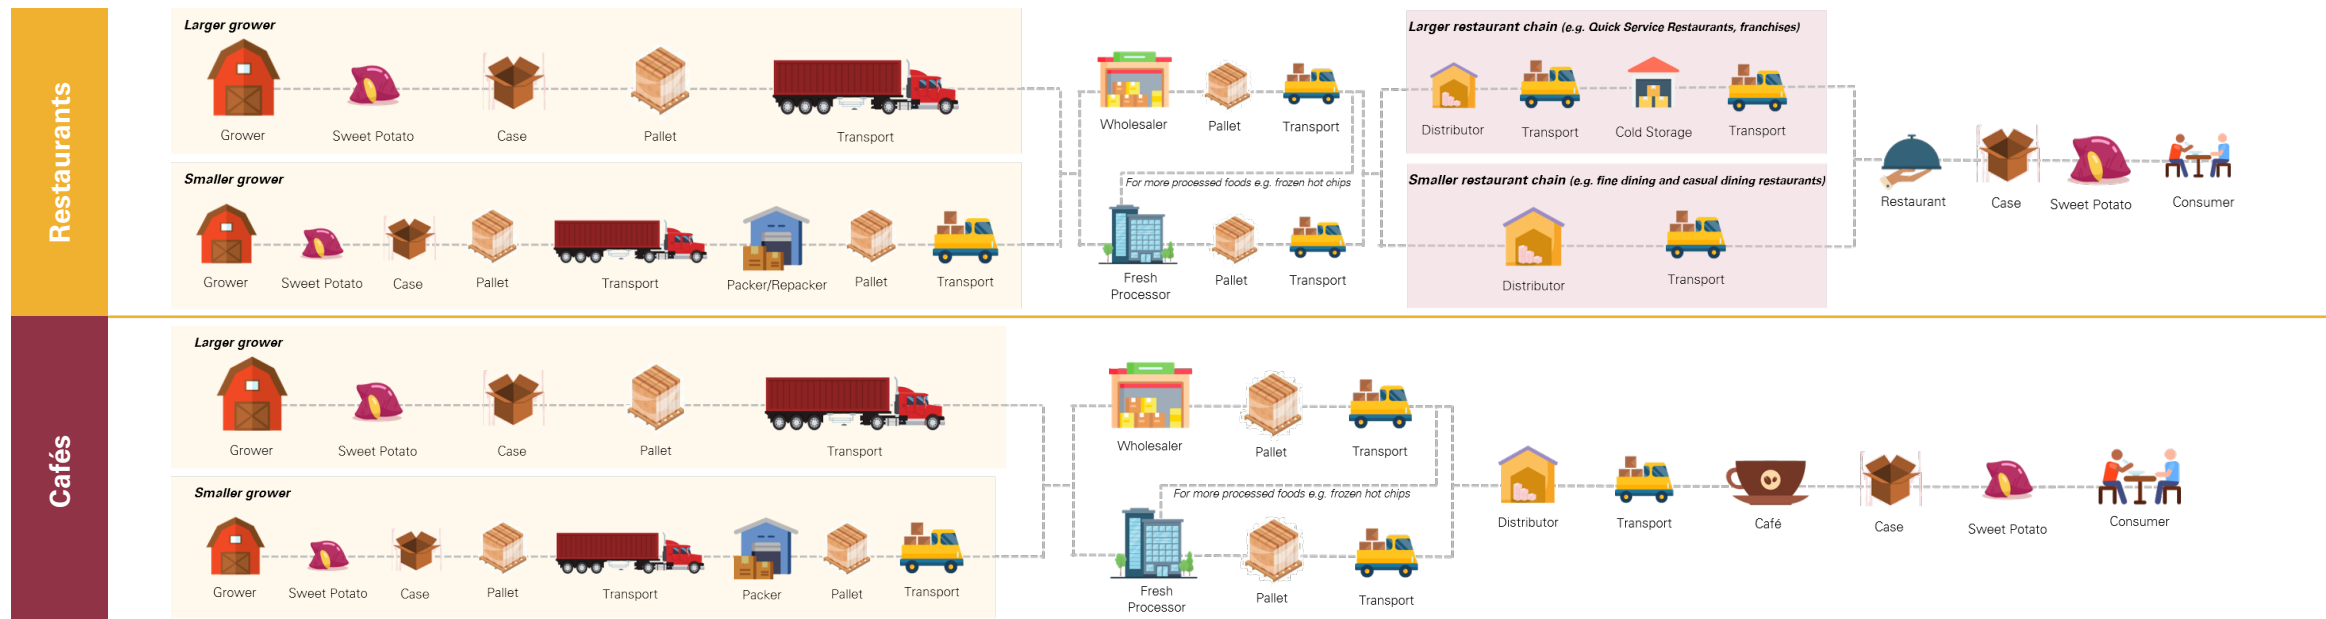 Restaurants
Larger grower
Grower
Sweet Potato
Case
Pallet
Transport
Smaller grower
Grower
Sweet Potato
Case
Pallet
Transport
Packer/Repacker
Pallet
Transport
Wholesaler
Pallet
Transport
For more processed foods e.g. frozen hot chips
Fresh
Processor
Pallet
Transport
Larger restaurant chain (e.g. Quick Service Restaurants, franchises)
Distributor
Transport
Cold Storage
Transport
Smaller restaurant chain (e.g. fine dining and casual dining restaurants)
Distributor
Transport
Restaurant
Case
Sweet Potato
Consumer
Cafés
Larger grower
Grower
Sweet Potato
Case
Pallet
Transport
Smaller grower
Grower
Sweet Potato
Case
Pallet
Transport
Packer
Pallet
Transport
Wholesaler
Pallet
Transport
For more processed foods e.g. frozen hot chips
Fresh
Processor
Pallet
Transport
Distributor
Transport
Café
Case
Sweet Potato
Consumer